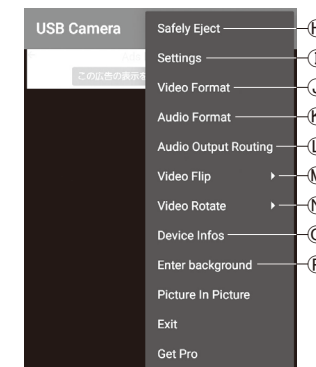 USB Camera
Safely Eject
Settings
この広告の表示を
Video Format
Audio Format
Audio Output Routing
Video Flip
Video Rotate
Device Infos
Enter background
Picture In Picture
Exit
Get Pro
Ⓗ
Ⓘ
Ⓙ
Ⓚ
Ⓛ
Ⓜ
Ⓝ
Ⓞ
Ⓟ